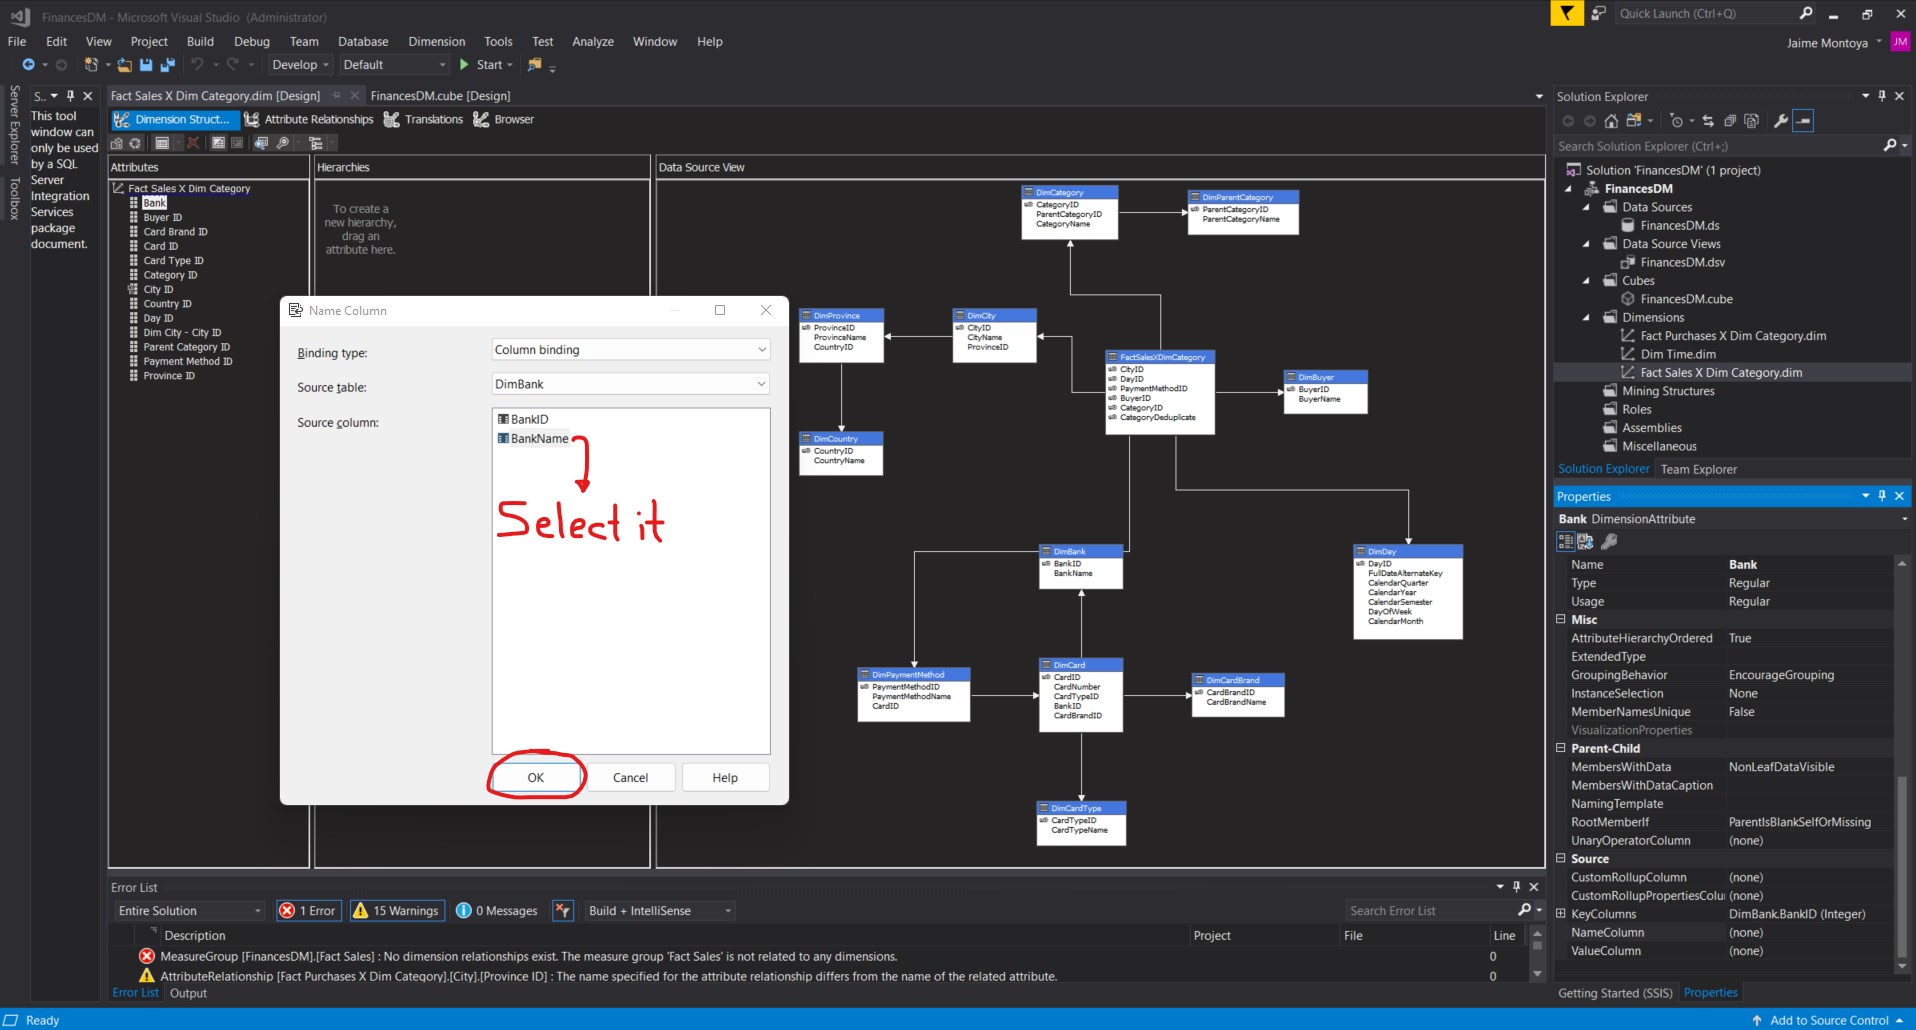 FinancesDM - Microsoft Visual Studio (Administrator)
Quick Launch (Ctrl+Q)
File Edit View Project Build Debug Team Database Dimension Tools Test Analyze Window Help
Jaime Montoya JM
Develop Default Start
Server Explorer
Toolbox
S..
This tool
window can
only be used
by a SQL
Server
Integration
Services
package
document.
Fact Sales X Dim Category.dim [Design] FinancesDM.cube [Design]
Dimension Struct... Attribute Relationships Translations Browser
Attributes
Fact Sales X Dim Category
Bank
Buyer ID
Card Brand ID
Card ID
Card Type ID
Category ID
City ID
Country ID
Day ID
Dim City - City ID
Parent Category ID
Payment Method ID
Province ID
Hierarchies
To create a
new hierarchy,
drag an
attribute here.
Data Source View
DimCategory
CategoryID
ParentCategoryID
CategoryName
DimParentCategory
ParentCategoryID
ParentCategoryName
DimProvince
ProvinceID
ProvinceName
CountryID
DimCity
CityID
CityName
ProvinceID
FactSalesXDimCategory
CityID
DayID
PaymentMethodID
BuyerID
CategoryID
CategoryDeduplicate
DimBuyer
BuyerID
BuyerName
DimCountry
CountryID
CountryName
DimBank
BankID
BankName
DimDay
DayID
FullDateAlternateKey
CalendarQuarter
CalendarYear
CalendarSemester
DayOfWeek
CalendarMonth
DimPaymentMethod
PaymentMethodID
PaymentMethodName
CardID
DimCard
CardID
CardNumber
CardTypeID
BankID
CardBrandID
DimCardBrand
CardBrandID
CardBrandName
DimCardType
CardTypeID
CardTypeName
Name Column
Binding type: Column binding
Source table: DimBank
Source column:
BankID
BankName
Select it
OK Cancel Help
Error List
Entire Solution 1 Error 15 Warnings 0 Messages Build + IntelliSense Search Error List
Description Project File Line
MeasureGroup [FinancesDM].[Fact Sales] : No dimension relationships exist. The measure group 'Fact Sales' is not related to any dimensions. 0
AttributeRelationship [Fact Purchases X Dim Category].[City].[Province ID] : The name specified for the attribute relationship differs from the name of the related attribute. 0
Error List Output
Solution Explorer
Search Solution Explorer (Ctrl+;)
Solution 'FinancesDM' (1 project)
FinancesDM
Data Sources
FinancesDM.ds
Data Source Views
FinancesDM.dsv
Cubes
FinancesDM.cube
Dimensions
Fact Purchases X Dim Category.dim
Dim Time.dim
Fact Sales X Dim Category.dim
Mining Structures
Roles
Assemblies
Miscellaneous
Solution Explorer Team Explorer
Properties
Bank DimensionAttribute
Name Bank
Type Regular
Usage Regular
Misc
AttributeHierarchyOrdered True
ExtendedType
GroupingBehavior EncourageGrouping
InstanceSelection None
MemberNamesUnique False
VisualizationProperties
Parent-Child
MembersWithData NonLeafDataVisible
MembersWithDataCaption
NamingTemplate
RootMemberIf ParentIsBlankSelfOrMissing
UnaryOperatorColumn (none)
Source
CustomRollupColumn (none)
CustomRollupPropertiesColu (none)
KeyColumns DimBank.BankID (Integer)
NameColumn (none)
ValueColumn (none)
Getting Started (SSIS) Properties
Ready Add to Source Control